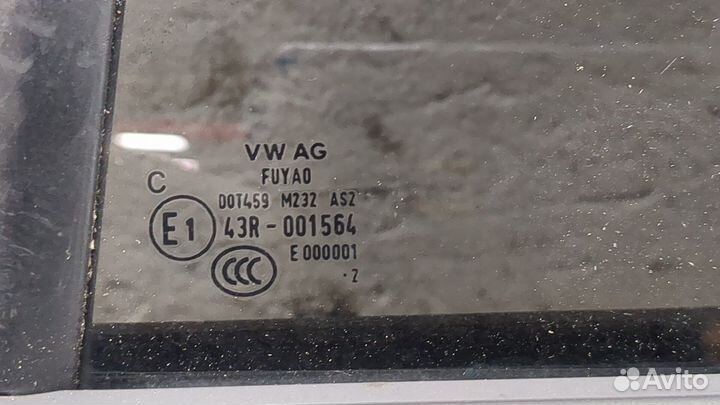 VW AG
FUYAO
C
DOT459 M232 AS2
E1 43R-001564
CCC E 000001
·2
Avito